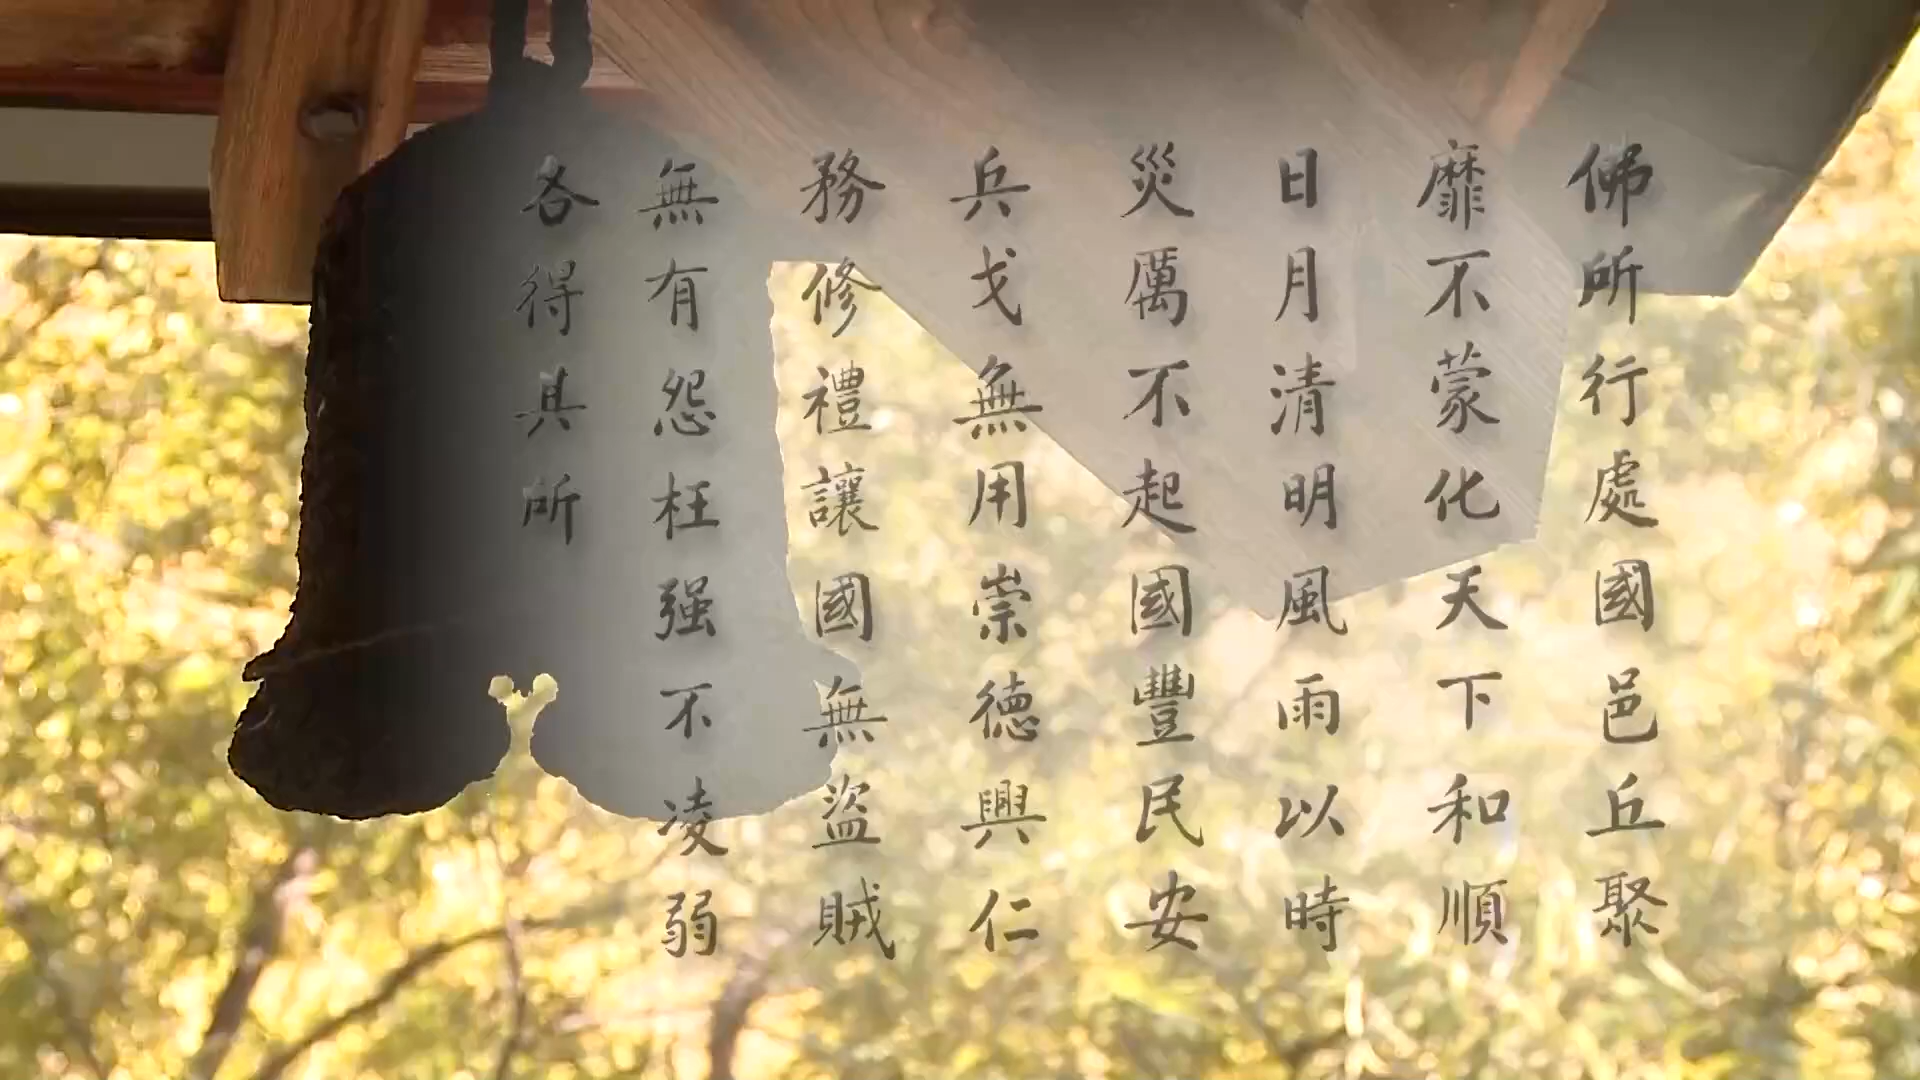 佛所行處國邑丘聚
靡不蒙化天下和順
日月清明風雨以時
災厲不起國豐民安
兵戈無用崇德興仁
務修禮讓國無盜賊
無有怨枉强不凌弱
各得其所